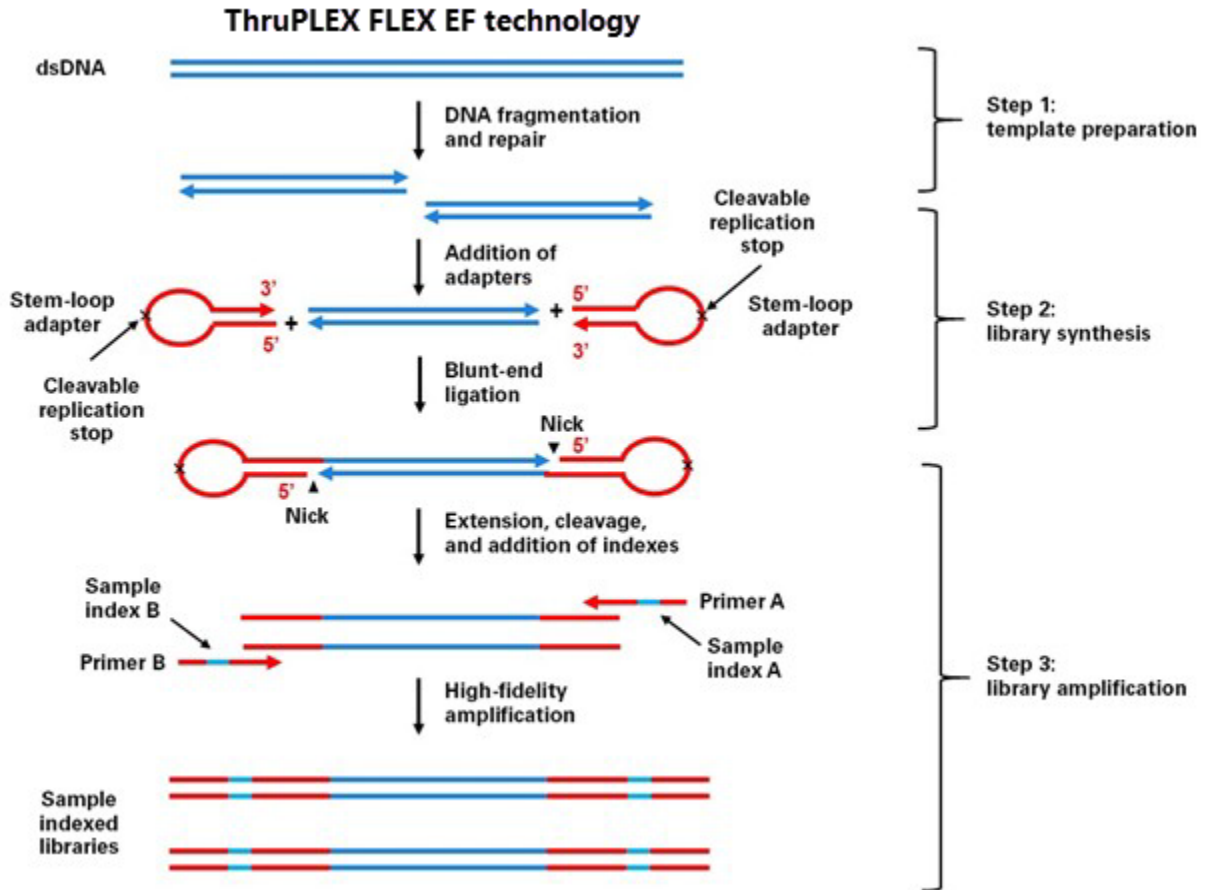 ThruPLEX FLEX EF technology
dsDNA
DNA fragmentation
and repair
Step 1:
template preparation
Cleavable
replication
stop
Addition of
adapters
Stem-loop
adapter
3’
5’
+
+
5’
3’
Stem-loop
adapter
Step 2:
library synthesis
Cleavable
replication
stop
Blunt-end
ligation
Nick
5’
5’
Nick
Extension, cleavage,
and addition of indexes
Sample
index B
Primer A
Primer B
Sample
index A
Step 3:
library amplification
High-fidelity
amplification
Sample
indexed
libraries